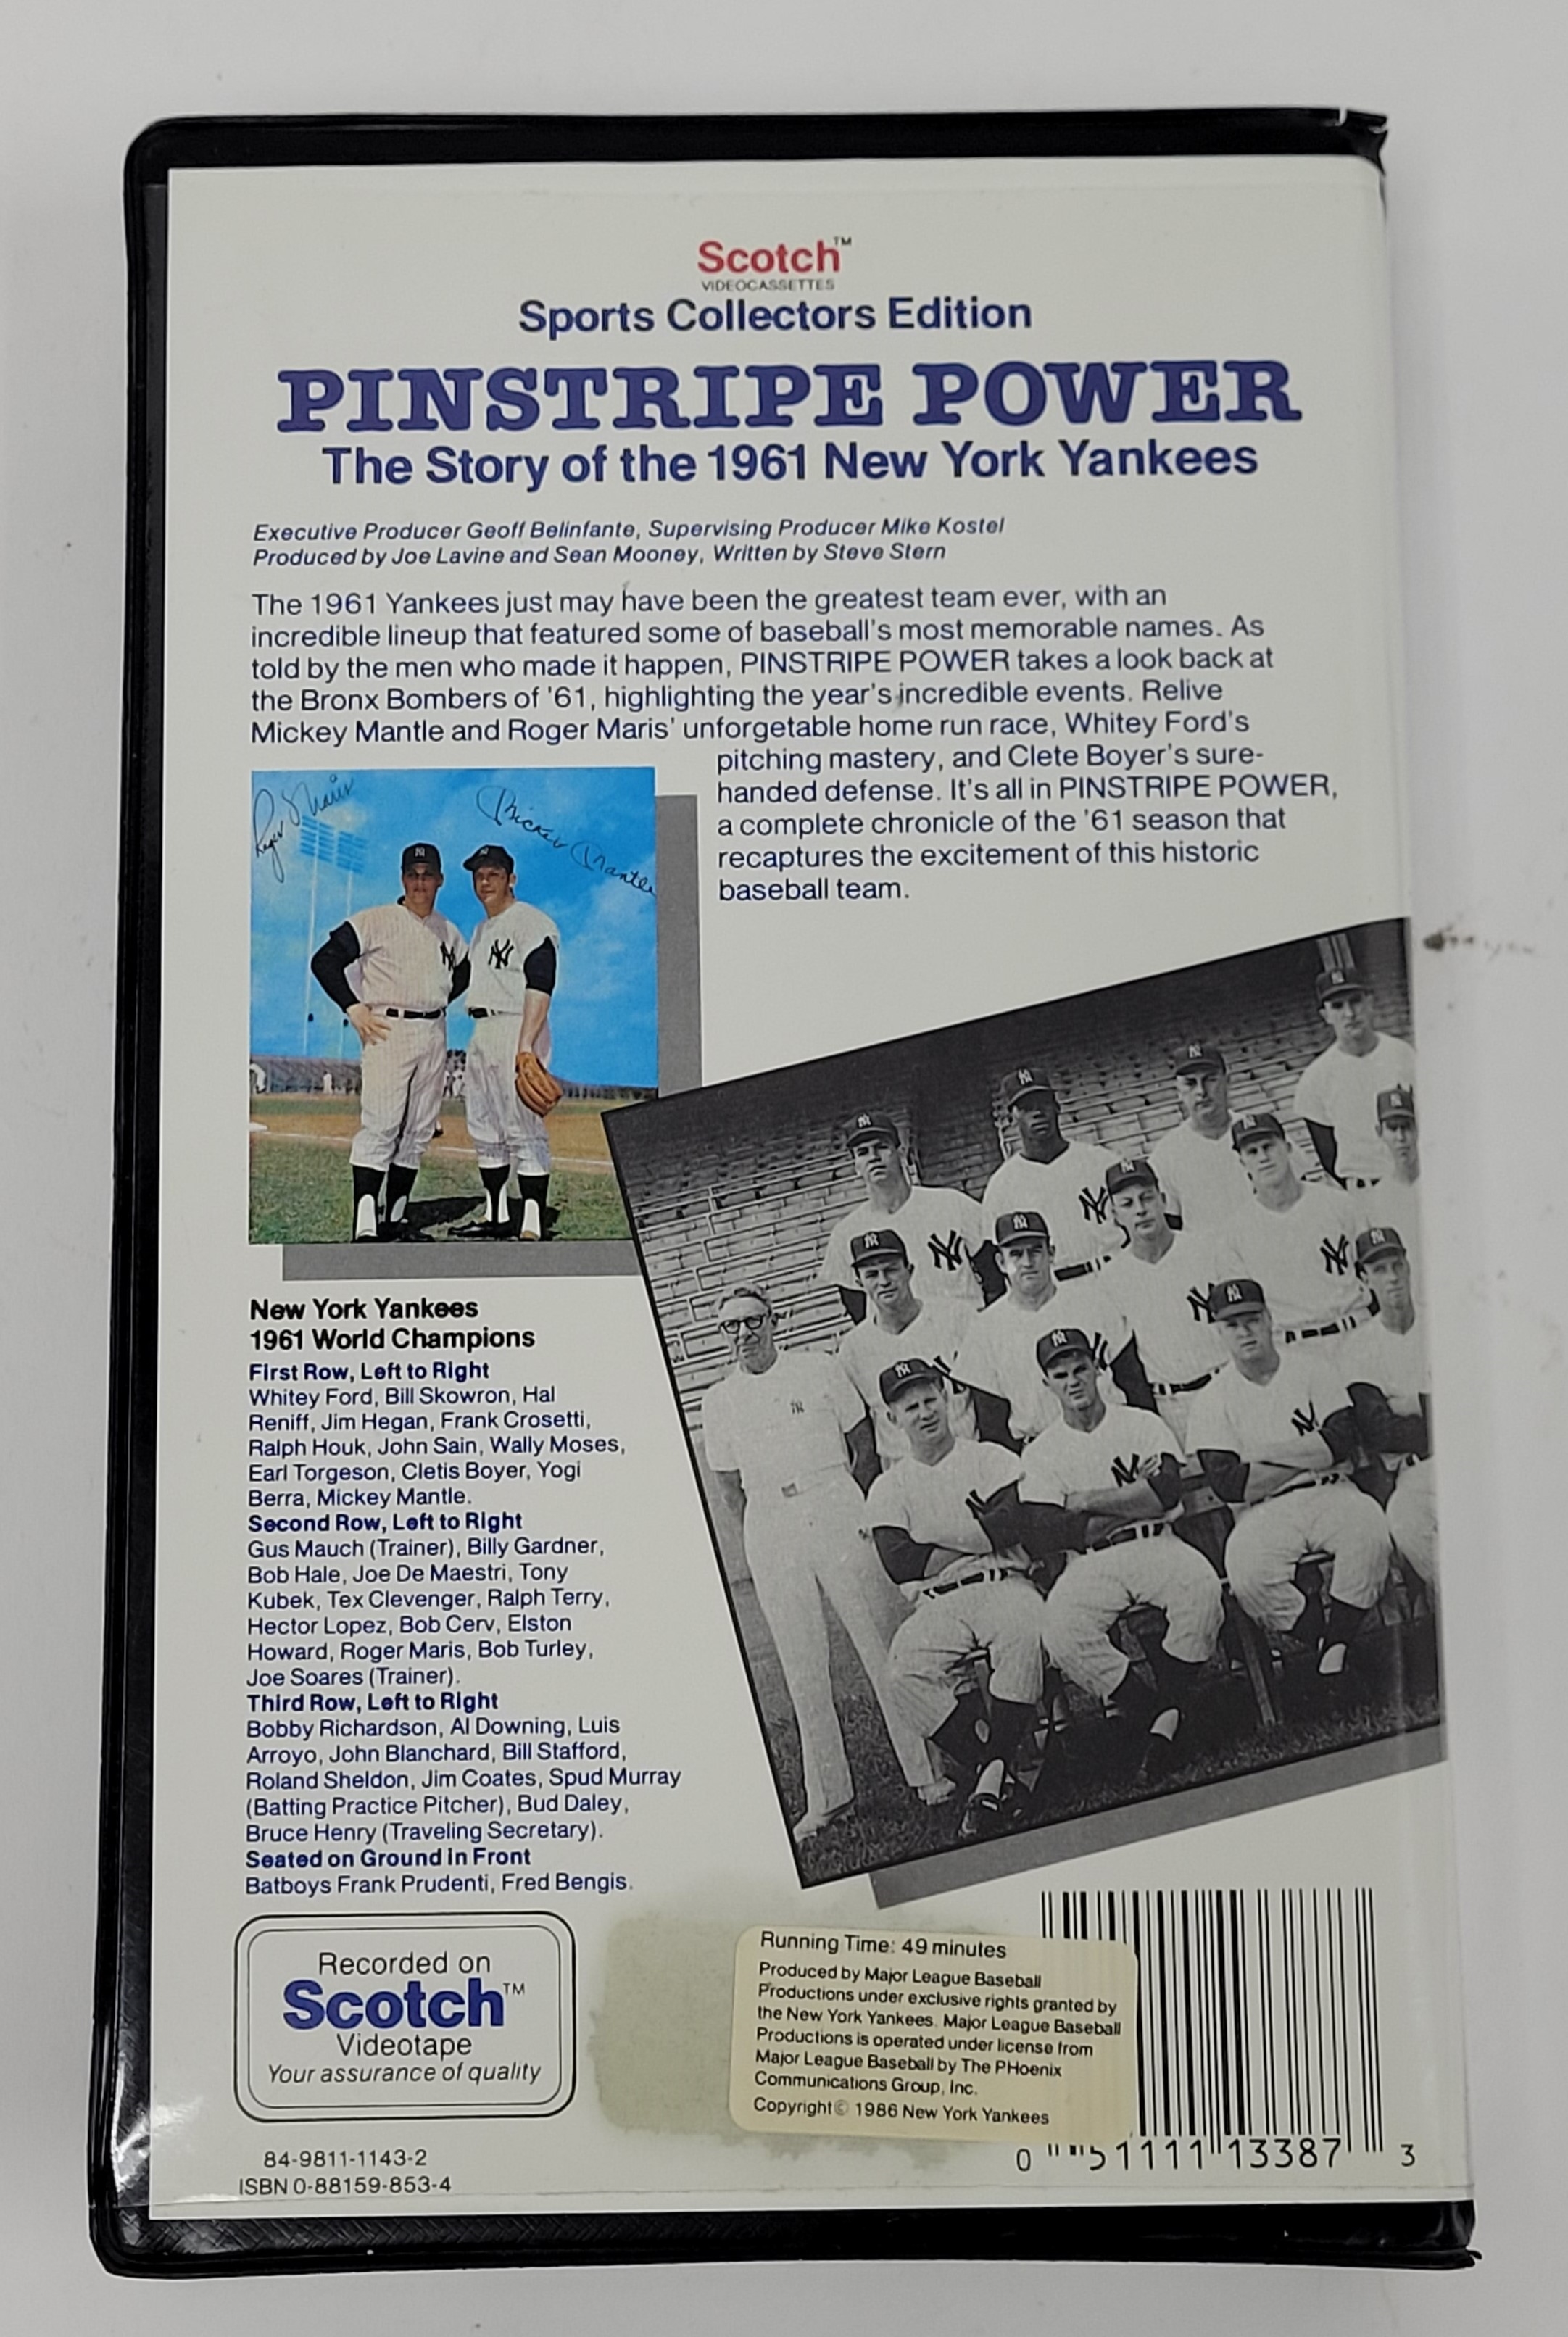 Scotch™
VIDEOCASSETTES
Sports Collectors Edition
PINSTRIPE POWER
The Story of the 1961 New York Yankees
Executive Producer Geoff Belinfante, Supervising Producer Mike Kostel
Produced by Joe Lavine and Sean Mooney, Written by Steve Stern
The 1961 Yankees just may have been the greatest team ever, with an
incredible lineup that featured some of baseball's most memorable names. As
told by the men who made it happen, PINSTRIPE POWER takes a look back at
the Bronx Bombers of '61, highlighting the year's incredible events. Relive
Mickey Mantle and Roger Maris' unforgetable home run race, Whitey Ford's
pitching mastery, and Clete Boyer's sure-
handed defense. It's all in PINSTRIPE POWER,
a complete chronicle of the '61 season that
recaptures the excitement of this historic
baseball team.
Roger Maris
Mickey Mantle
New York Yankees
1961 World Champions
First Row, Left to Right
Whitey Ford, Bill Skowron, Hal
Reniff, Jim Hegan, Frank Crosetti,
Ralph Houk, John Sain, Wally Moses,
Earl Torgeson, Cletis Boyer, Yogi
Berra, Mickey Mantle.
Second Row, Left to Right
Gus Mauch (Trainer), Billy Gardner,
Bob Hale, Joe De Maestri, Tony
Kubek, Tex Clevenger, Ralph Terry,
Hector Lopez, Bob Cerv, Elston
Howard, Roger Maris, Bob Turley,
Joe Soares (Trainer).
Third Row, Left to Right
Bobby Richardson, Al Downing, Luis
Arroyo, John Blanchard, Bill Stafford,
Roland Sheldon, Jim Coates, Spud Murray
(Batting Practice Pitcher), Bud Daley,
Bruce Henry (Traveling Secretary).
Seated on Ground in Front
Batboys Frank Prudenti, Fred Bengis.
Recorded on
Scotch™
Videotape
Your assurance of quality
84-9811-1143-2
ISBN 0-88159-853-4
Running Time: 49 minutes
Produced by Major League Baseball
Productions under exclusive rights granted by
the New York Yankees. Major League Baseball
Productions is operated under license from
Major League Baseball by The PHoenix
Communications Group, Inc.
Copyright © 1986 New York Yankees
0 51111 13387 3